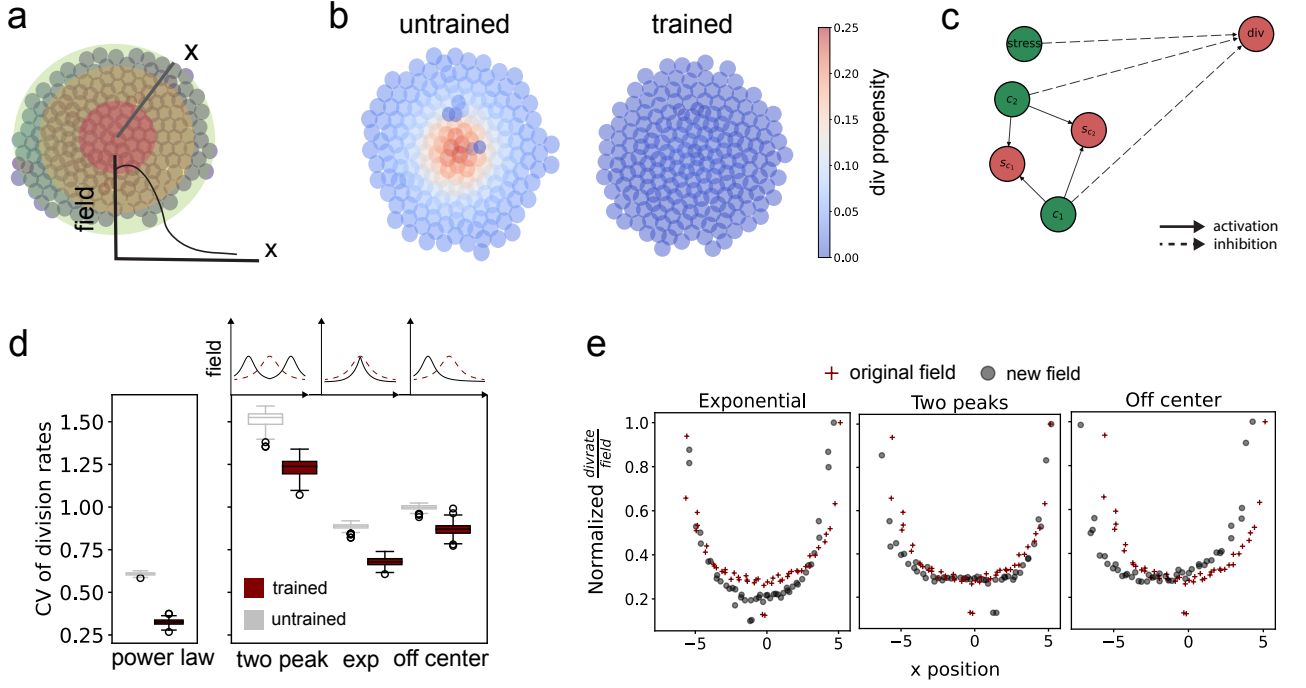 a
x
field
x
b
untrained
trained
0.25
0.20
0.15
0.10
0.05
0.00
div propensity
c
stress
div
c2
sc2
sc1
c1
activation
inhibition
d
field
CV of division rates
1.50
1.25
1.00
0.75
0.50
0.25
trained
untrained
power law
two peak
exp
off center
e
original field
new field
Exponential
Two peaks
Off center
Normalized divrate/field
1.0
0.8
0.6
0.4
0.2
−5
0
5
−5
0
5
−5
0
5
x position